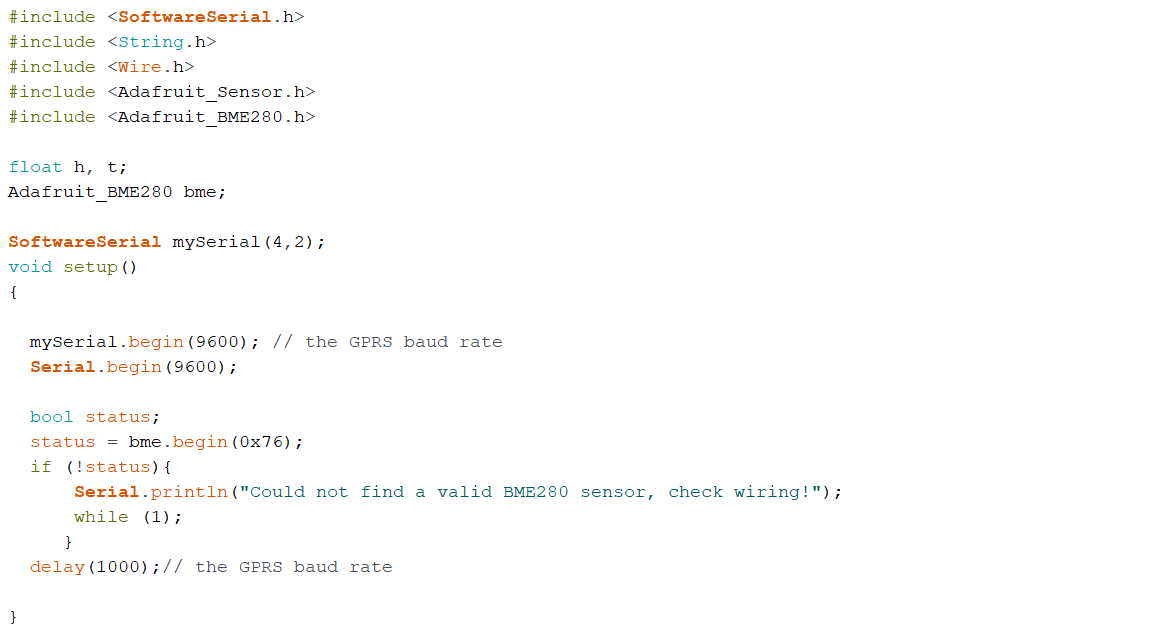 #include <SoftwareSerial.h>
#include <String.h>
#include <Wire.h>
#include <Adafruit_Sensor.h>
#include <Adafruit_BME280.h>

float h, t;
Adafruit_BME280 bme;

SoftwareSerial mySerial(4,2);
void setup()
{

  mySerial.begin(9600); // the GPRS baud rate
  Serial.begin(9600);

  bool status;
  status = bme.begin(0x76);
  if (!status){
      Serial.println("Could not find a valid BME280 sensor, check wiring!");
      while (1);
     }
  delay(1000);// the GPRS baud rate

}